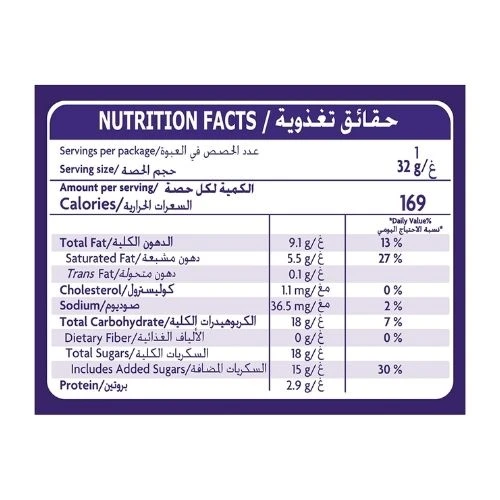 NUTRITION FACTS / حقائق تغذوية
Servings per package/عدد الحصص في العبوة 1
Serving size/حجم الحصة 32 g/غ
Amount per serving/الكمية لكل حصة
Calories/السعرات الحرارية 169
*Daily Value%
*نسبة الاحتياج اليومي
Total Fat/الدهون الكلية 9.1 g/غ 13 %
Saturated Fat/دهون مشبعة 5.5 g/غ 27 %
Trans Fat/دهون متحولة 0.1 g/غ
Cholesterol/كوليسترول 1.1 mg/مغ 0 %
Sodium/صوديوم 36.5 mg/مغ 2 %
Total Carbohydrate/الكربوهيدرات الكلية 18 g/غ 7 %
Dietary Fiber/الألياف الغذائية 0 g/غ 0 %
Total Sugars/السكريات الكلية 18 g/غ
Includes Added Sugars/السكريات المضافة 15 g/غ 30 %
Protein/بروتين 2.9 g/غ